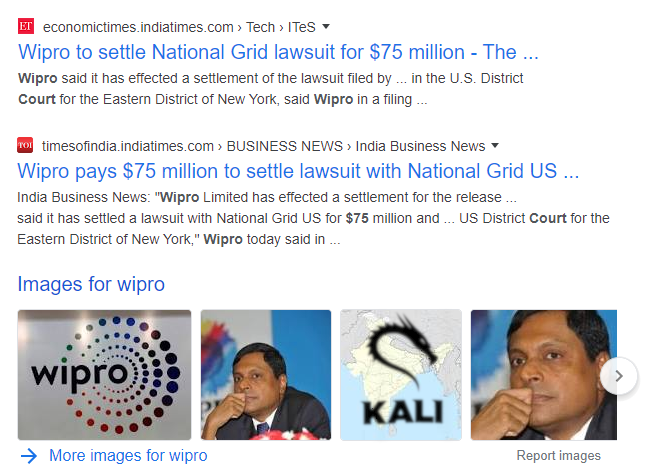 ET economictimes.indiatimes.com › Tech › ITeS
Wipro to settle National Grid lawsuit for $75 million - The ...
Wipro said it has effected a settlement of the lawsuit filed by ... in the U.S. District
Court for the Eastern District of New York, said Wipro in a filing ...
TOI timesofindia.indiatimes.com › BUSINESS NEWS › India Business News
Wipro pays $75 million to settle lawsuit with National Grid US ...
India Business News: "Wipro Limited has effected a settlement for the release ...
said it has settled a lawsuit with National Grid US for $75 million and ... US District Court for the
Eastern District of New York," Wipro today said in ...
Images for wipro
wipro
KALI
More images for wipro
Report images